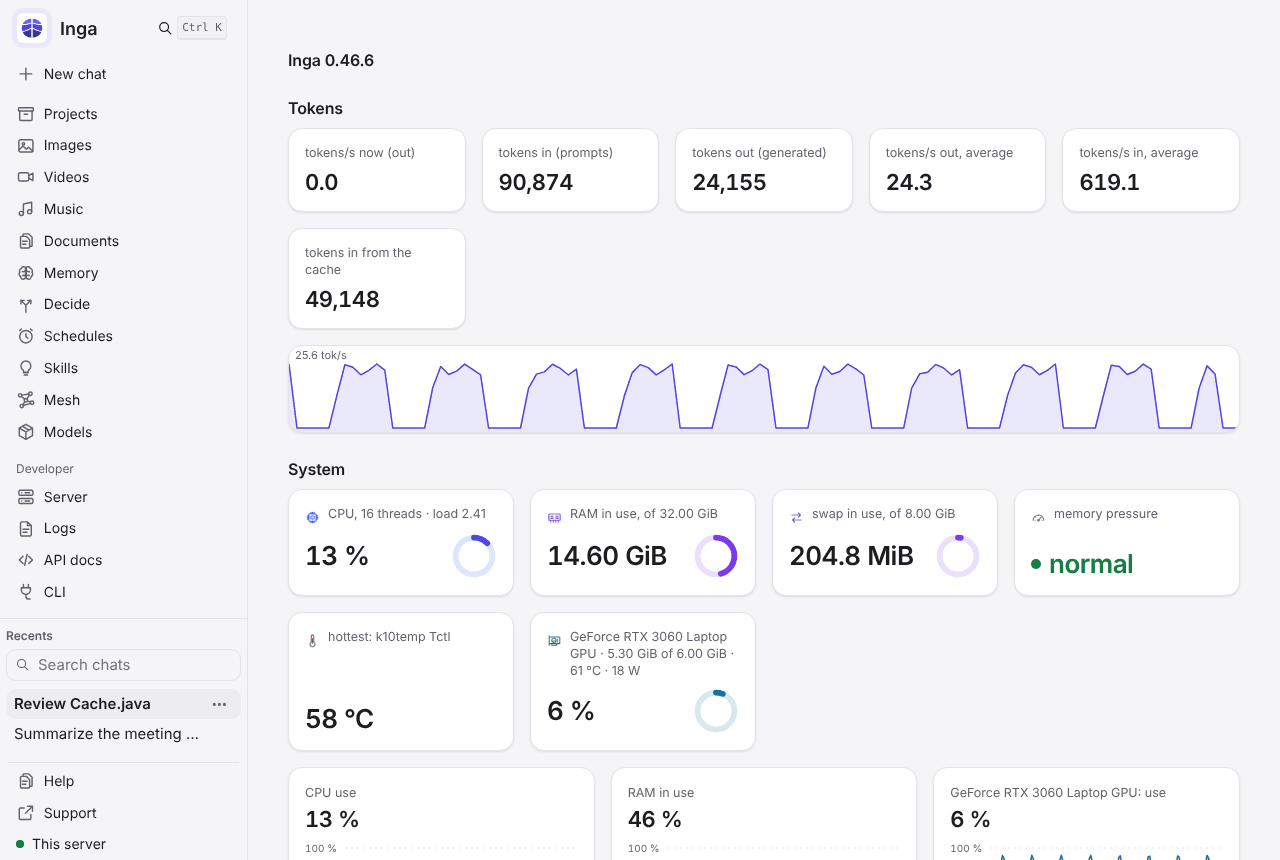 Inga
Ctrl K
New chat
Projects
Images
Videos
Music
Documents
Memory
Decide
Schedules
Skills
Mesh
Models
Developer
Server
Logs
API docs
CLI
Recents
Search chats
Review Cache.java
Summarize the meeting ...
Help
Support
This server
Inga 0.46.6
Tokens
tokens/s now (out)
0.0
tokens in (prompts)
90,874
tokens out (generated)
24,155
tokens/s out, average
24.3
tokens/s in, average
619.1
tokens in from the
cache
49,148
25.6 tok/s
System
CPU, 16 threads · load 2.41
13 %
RAM in use, of 32.00 GiB
14.60 GiB
swap in use, of 8.00 GiB
204.8 MiB
memory pressure
normal
hottest: k10temp Tctl
58 °C
GeForce RTX 3060 Laptop
GPU · 5.30 GiB of 6.00 GiB ·
61 °C · 18 W
6 %
CPU use
13 %
100 %
RAM in use
46 %
100 %
GeForce RTX 3060 Laptop GPU: use
6 %
100 %